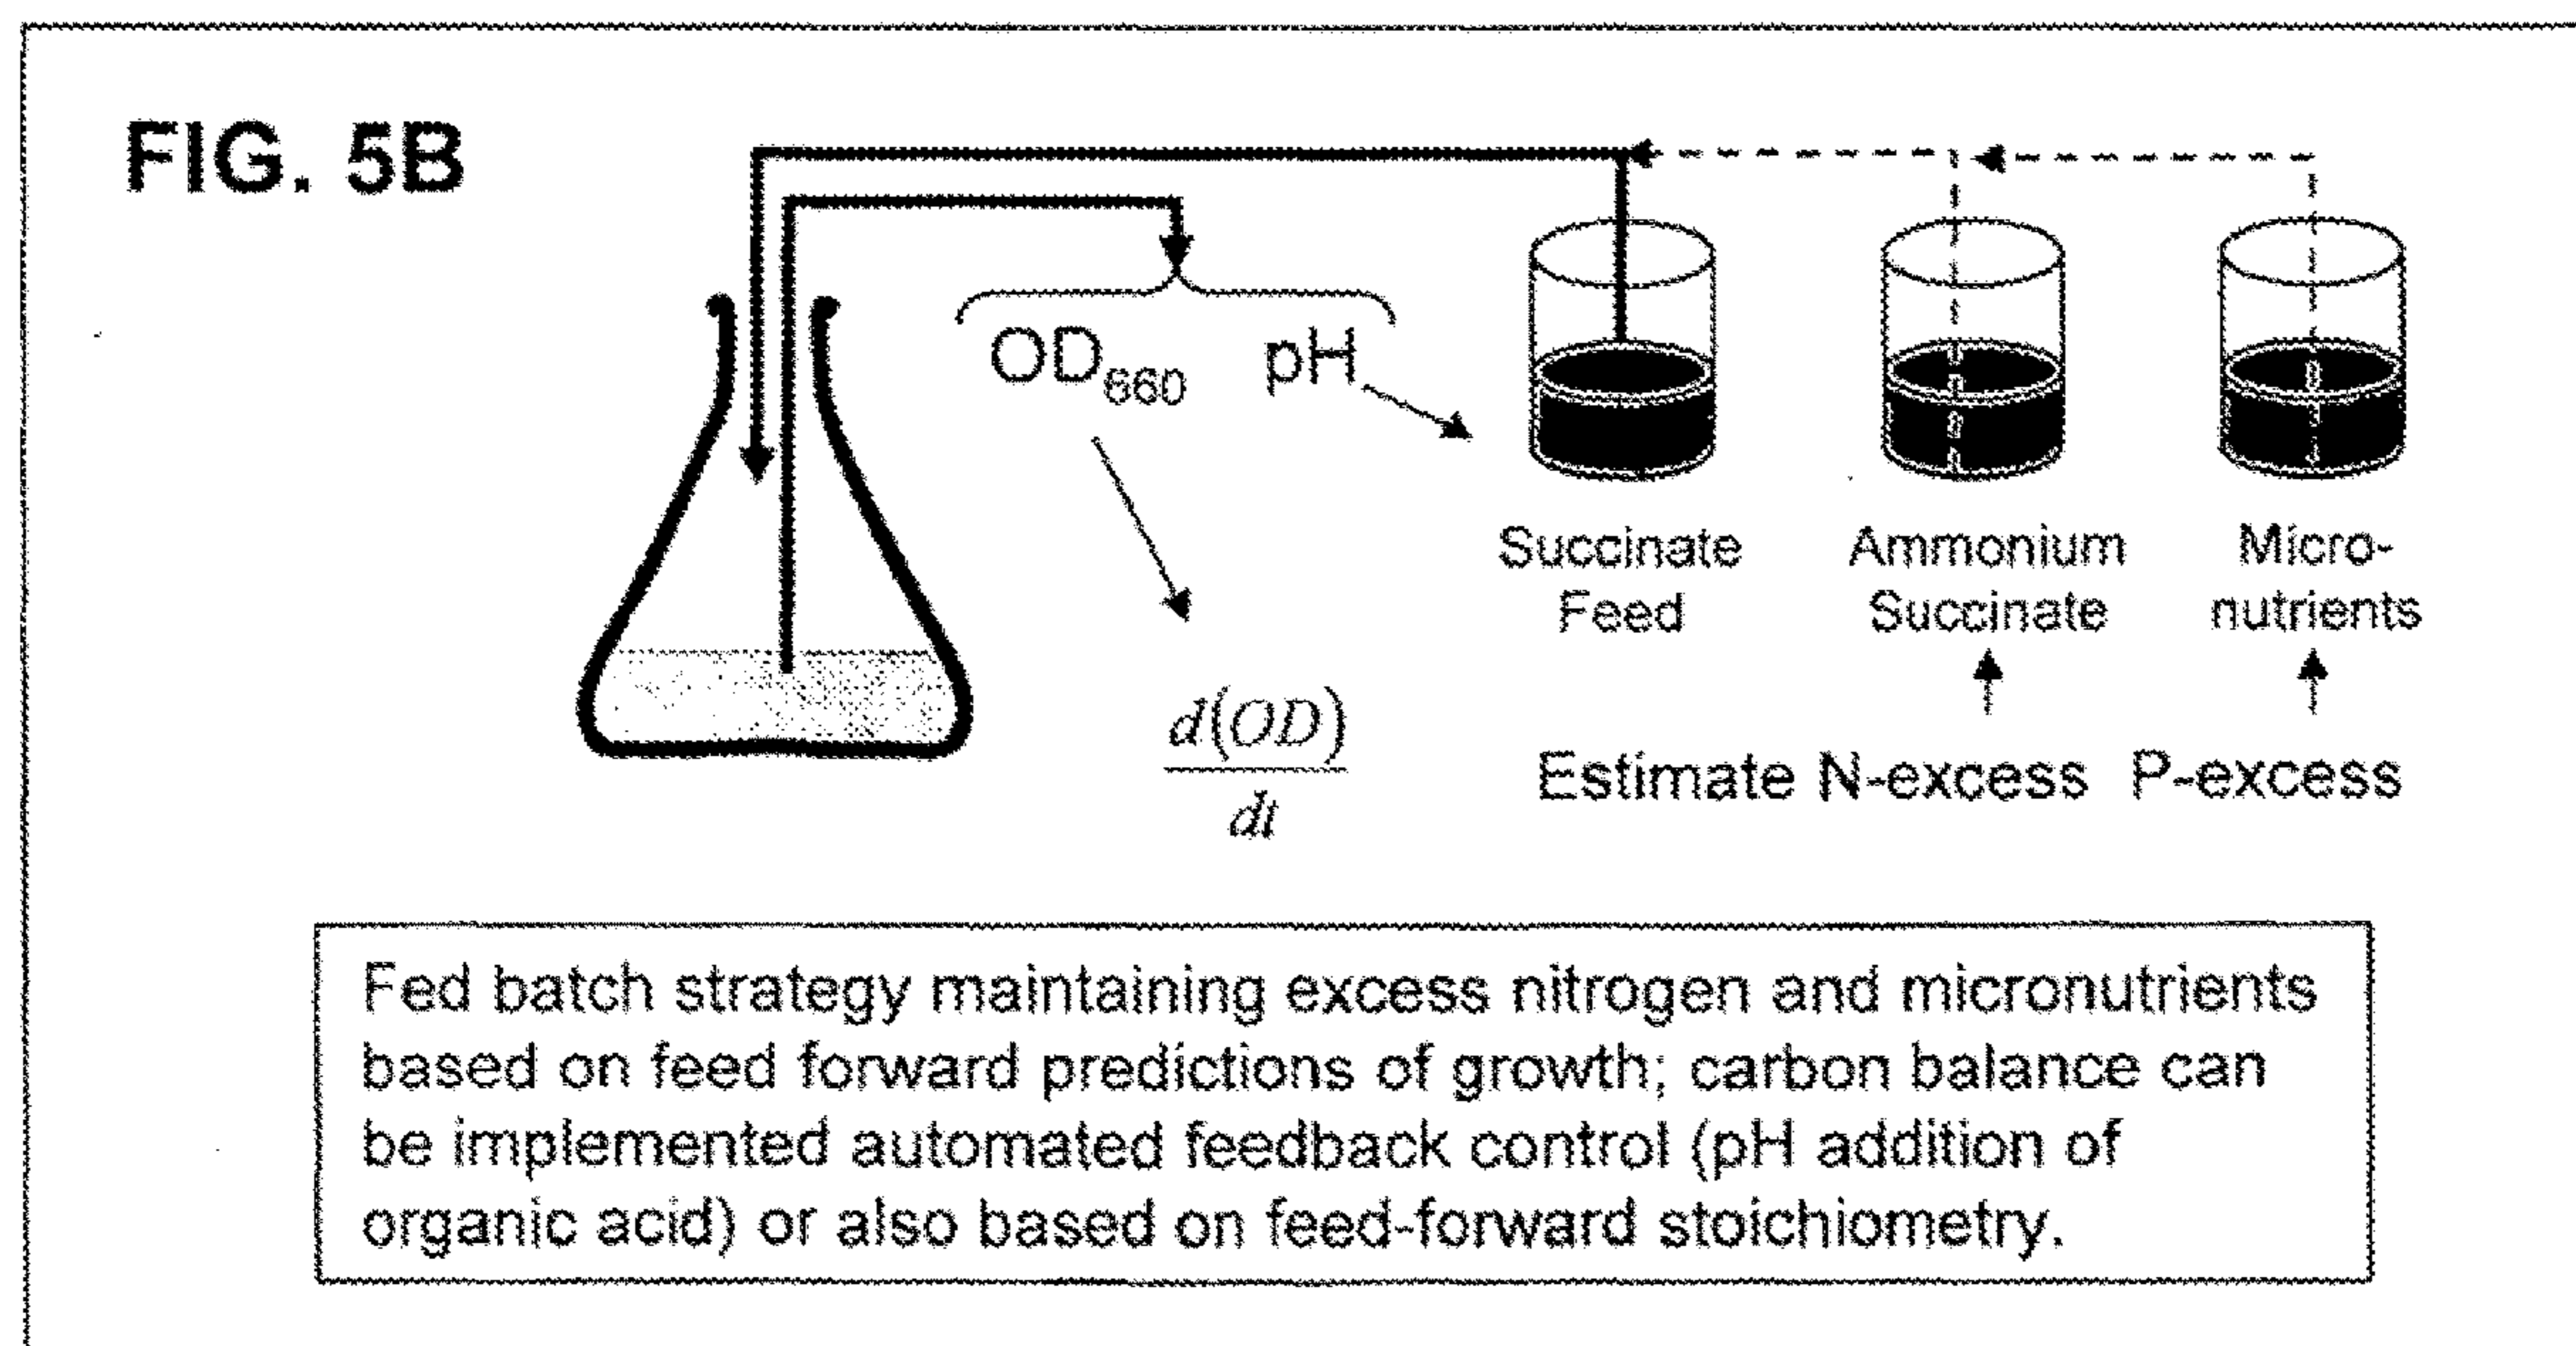 FIG. 5B
OD660 pH
Succinate Feed
Ammonium Succinate
Micro-
nutrients
d(OD)
dt
Estimate N-excess P-excess
Fed batch strategy maintaining excess nitrogen and micronutrients
based on feed forward predictions of growth; carbon balance can
be implemented automated feedback control (pH addition of
organic acid) or also based on feed-forward stoichiometry.